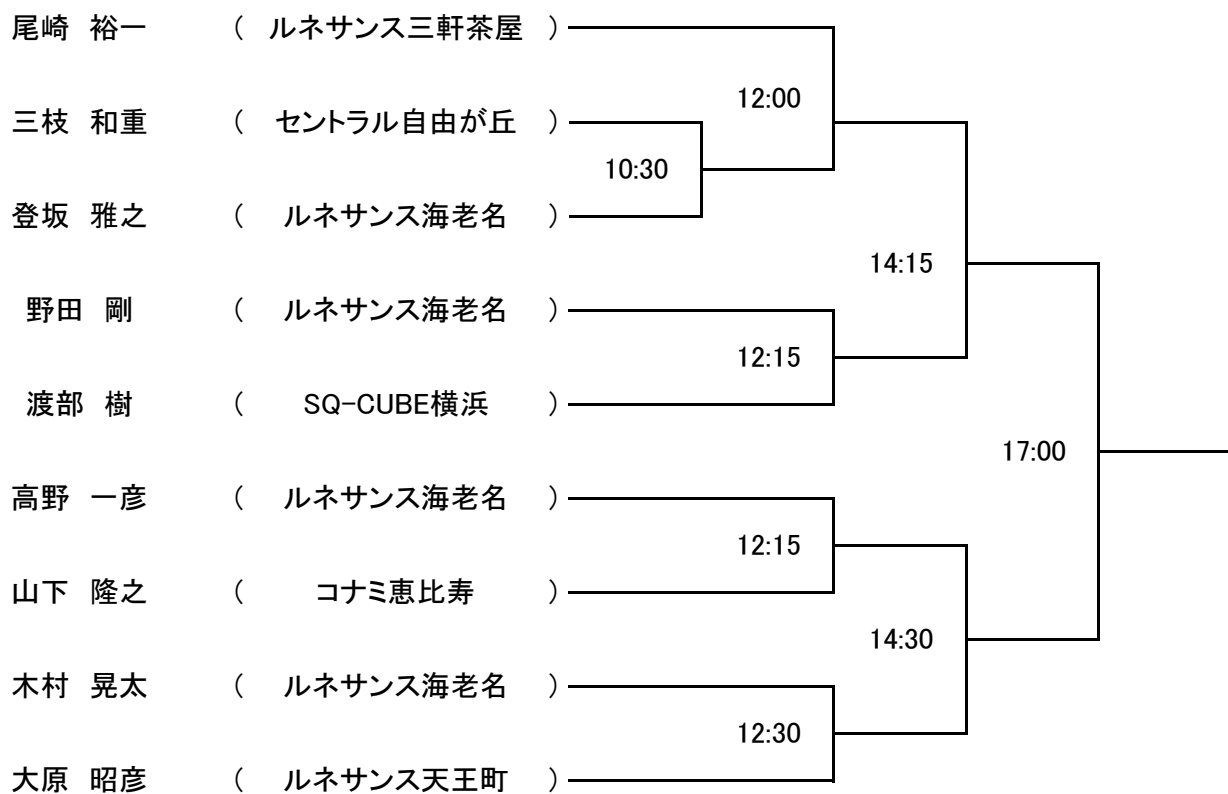 尾崎 裕一 ( ルネサンス三軒茶屋 )
12:00
三枝 和重 ( セントラル自由が丘 )
10:30
登坂 雅之 ( ルネサンス海老名 )
14:15
野田 剛 ( ルネサンス海老名 )
12:15
渡部 樹 ( SQ-CUBE横浜 )
17:00
高野 一彦 ( ルネサンス海老名 )
12:15
山下 隆之 ( コナミ恵比寿 )
14:30
木村 晃太 ( ルネサンス海老名 )
12:30
大原 昭彦 ( ルネサンス天王町 )